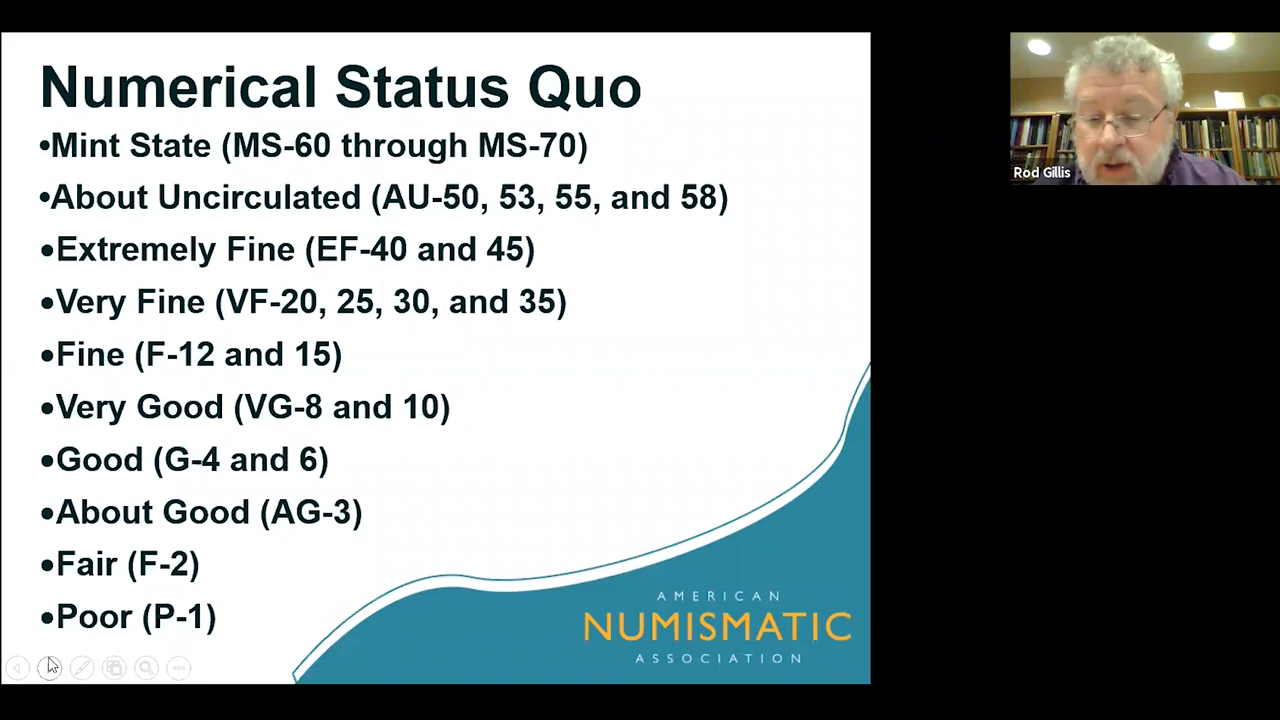 Numerical Status Quo
•Mint State (MS-60 through MS-70)
•About Uncirculated (AU-50, 53, 55, and 58)
•Extremely Fine (EF-40 and 45)
•Very Fine (VF-20, 25, 30, and 35)
•Fine (F-12 and 15)
•Very Good (VG-8 and 10)
•Good (G-4 and 6)
•About Good (AG-3)
•Fair (F-2)
•Poor (P-1)
AMERICAN
NUMISMATIC
ASSOCIATION
Rod Gillis